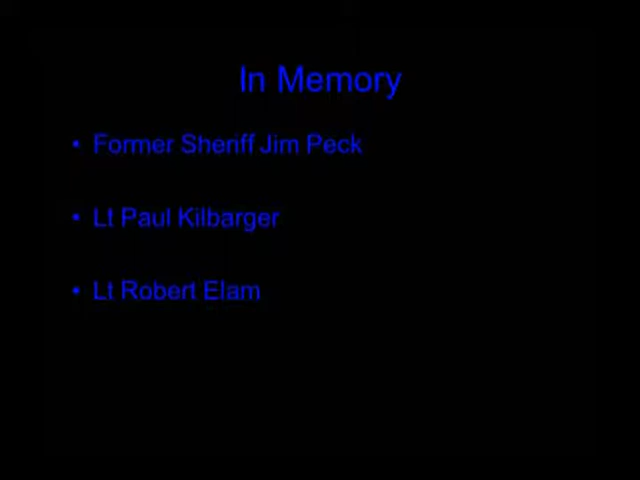 In Memory
• Former Sheriff Jim Peck
• Lt Paul Kilbarger
• Lt Robert Elam